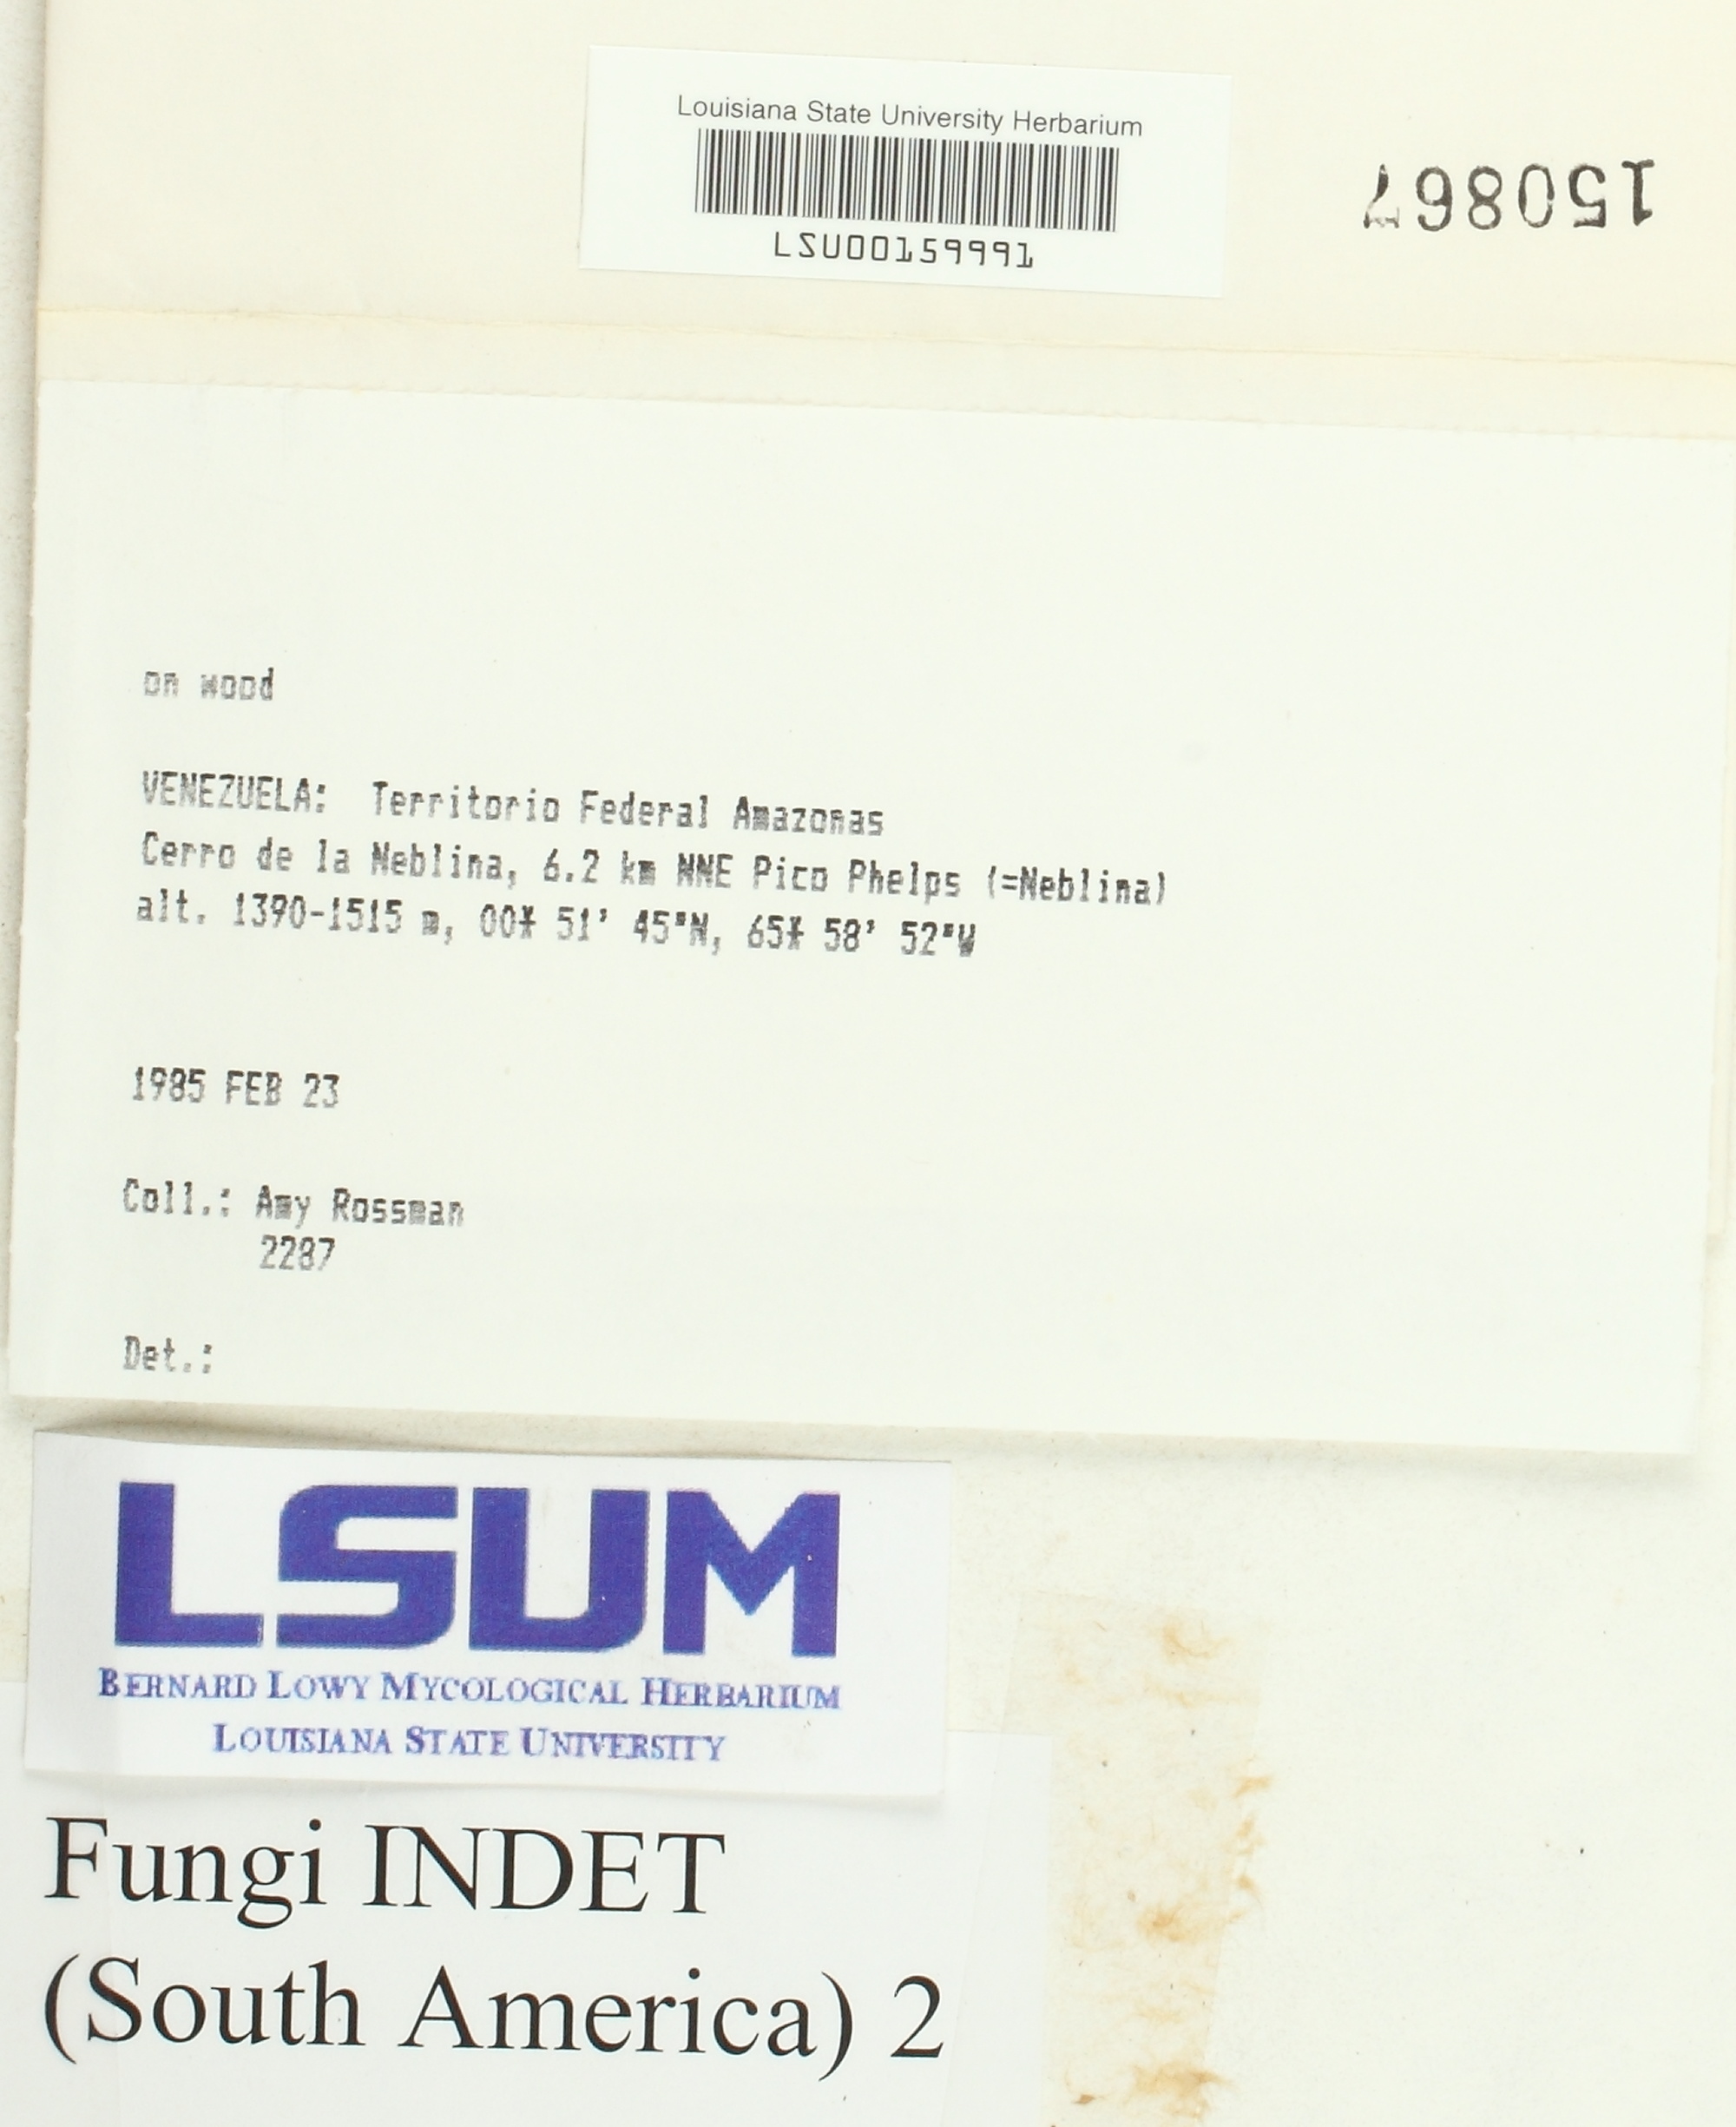 Louisiana State University Herbarium
LSU00159991
150867
on wood
VENEZUELA: Territorio Federal Amazonas
Cerro de la Neblina, 6.2 km NNE Pico Phelps (=Neblina)
alt. 1390-1515 m, 00¥ 51' 45"N, 65¥ 58' 52"W
1985 FEB 23
Coll.: Amy Rossman
2287
Det.:
LSUM
BERNARD LOWY MYCOLOGICAL HERBARIUM
LOUISIANA STATE UNIVERSITY
Fungi INDET
(South America) 2